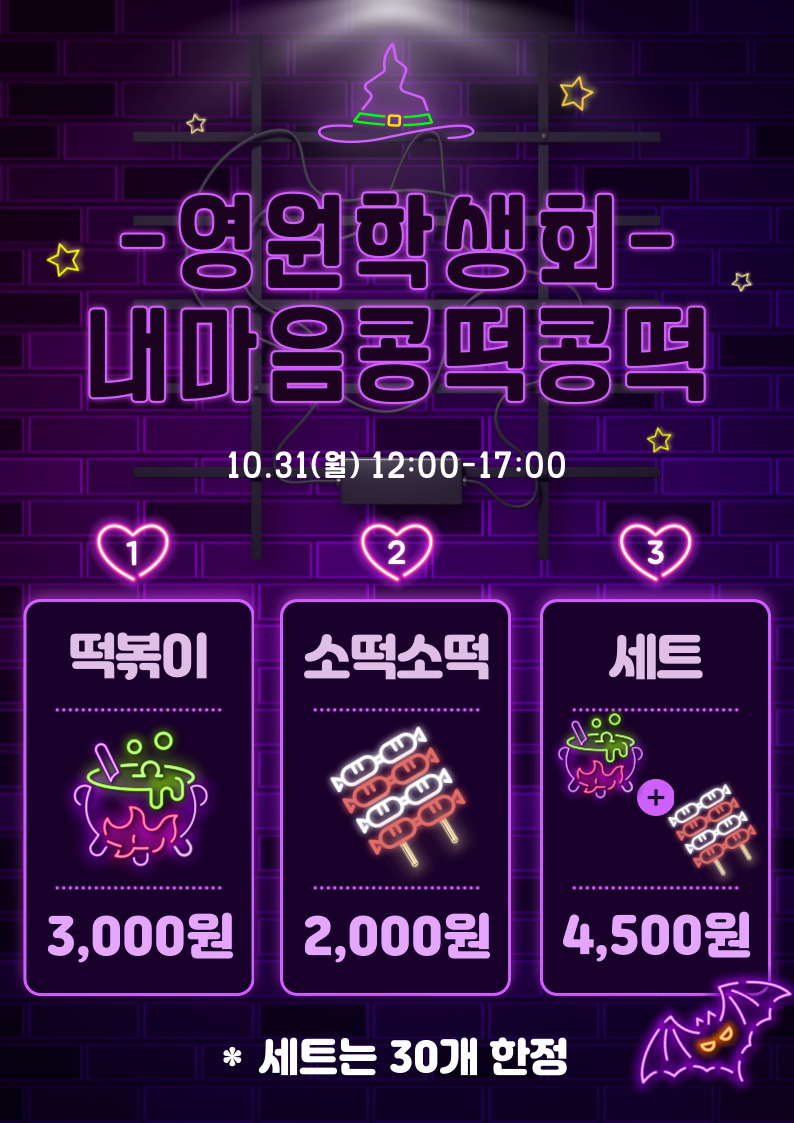 -영원학생회-
내마음콩떡콩떡
10.31(월) 12:00-17:00
1
2
3
떡볶이
소떡소떡
세트
+
3,000원
2,000원
4,500원
* 세트는 30개 한정